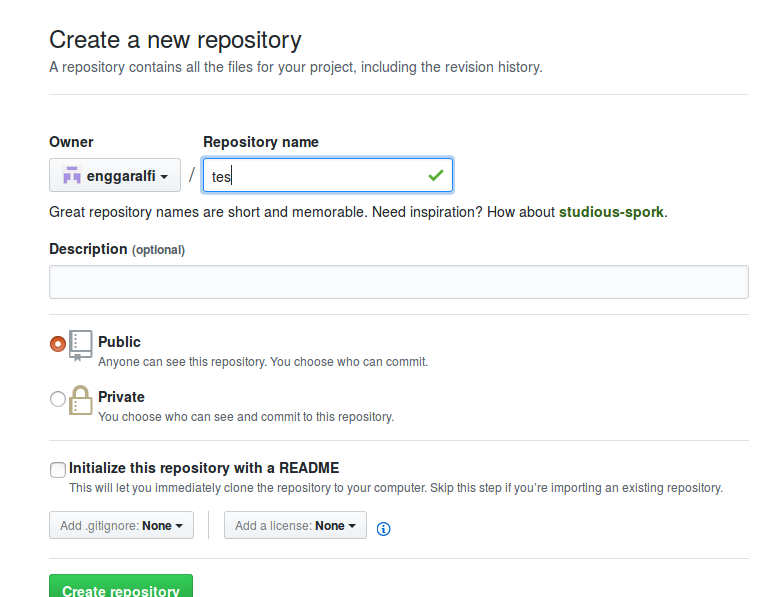 Create a new repository
A repository contains all the files for your project, including the revision history.
Owner Repository name
enggaralfi / tes
Great repository names are short and memorable. Need inspiration? How about studious-spork.
Description (optional)
Public
Anyone can see this repository. You choose who can commit.
Private
You choose who can see and commit to this repository.
Initialize this repository with a README
This will let you immediately clone the repository to your computer. Skip this step if you're importing an existing repository.
Add .gitignore: None Add a license: None
Create repository